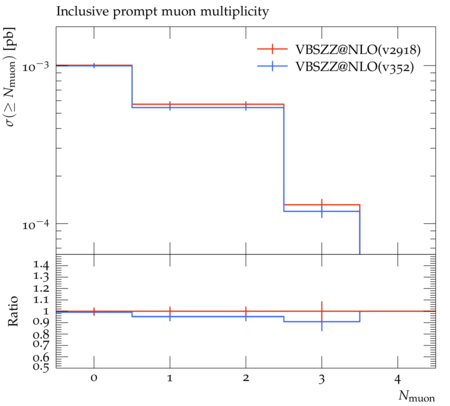 Inclusive prompt muon multiplicity
σ(≥ Nmuon) [pb]
VBSZZ@NLO(v2918)
VBSZZ@NLO(v352)
10⁻³
10⁻⁴
Ratio
1.4
1.3
1.2
1.1
1
0.9
0.8
0.7
0.6
0.5
0 1 2 3 4
Nmuon